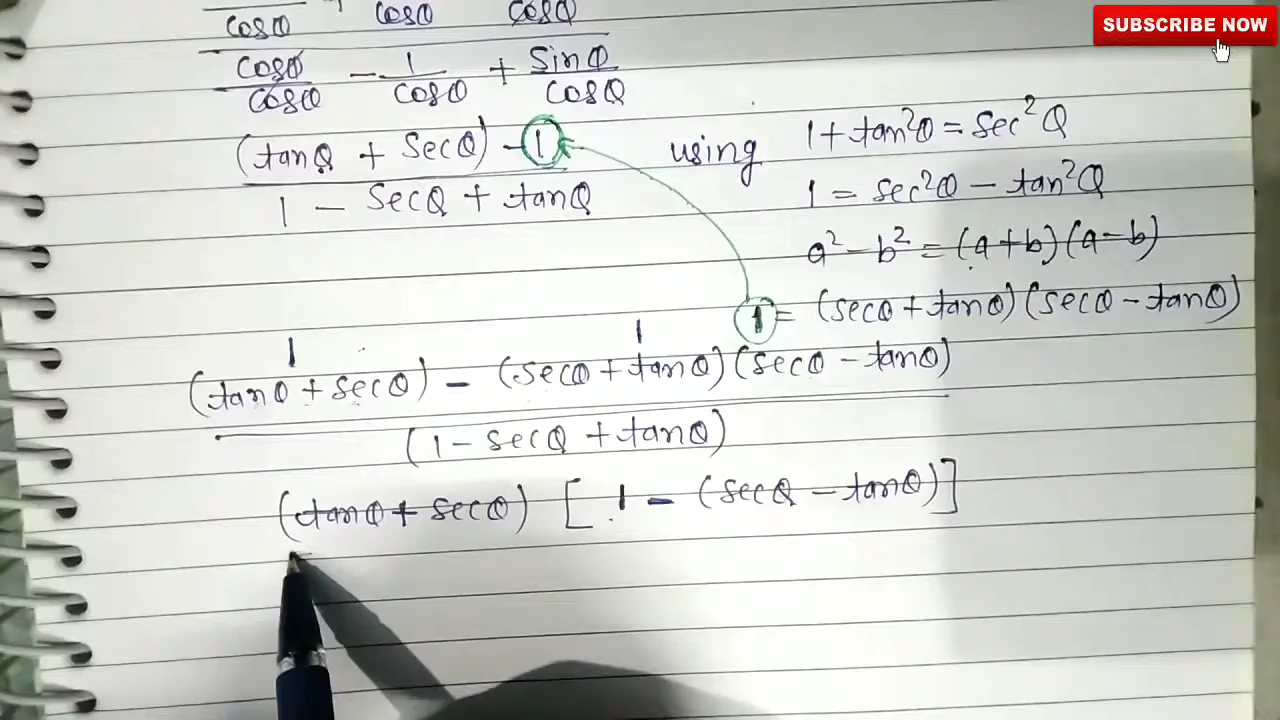 SUBSCRIBE NOW
cosθ + cosθ cosθ
cosθ/cosθ - 1/cosθ + sinθ/cosθ
(tanθ + secθ) - 1
1 - secθ + tanθ
using 1 + tan²θ = sec²θ
1 = sec²θ - tan²θ
a² - b² = (a+b)(a-b)
1 = (secθ + tanθ)(secθ - tanθ)
1 1
(tanθ + secθ) - (secθ + tanθ)(secθ - tanθ)
(1 - secθ + tanθ)
(tanθ + secθ) [1 - (secθ - tanθ)]